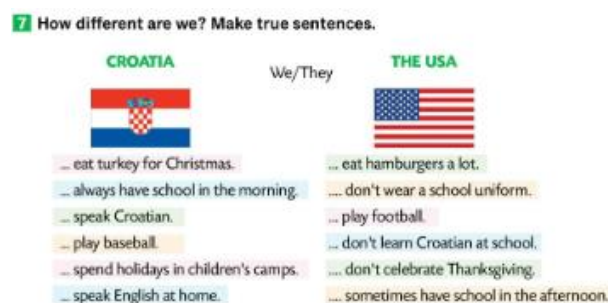 7 How different are we? Make true sentences.
CROATIA
We/They
THE USA
... eat turkey for Christmas.
... always have school in the morning.
... speak Croatian.
... play baseball.
... spend holidays in children's camps.
... speak English at home.
... eat hamburgers a lot.
.... don't wear a school uniform.
... play football.
... don't learn Croatian at school.
.... don't celebrate Thanksgiving.
.... sometimes have school in the afternoon.